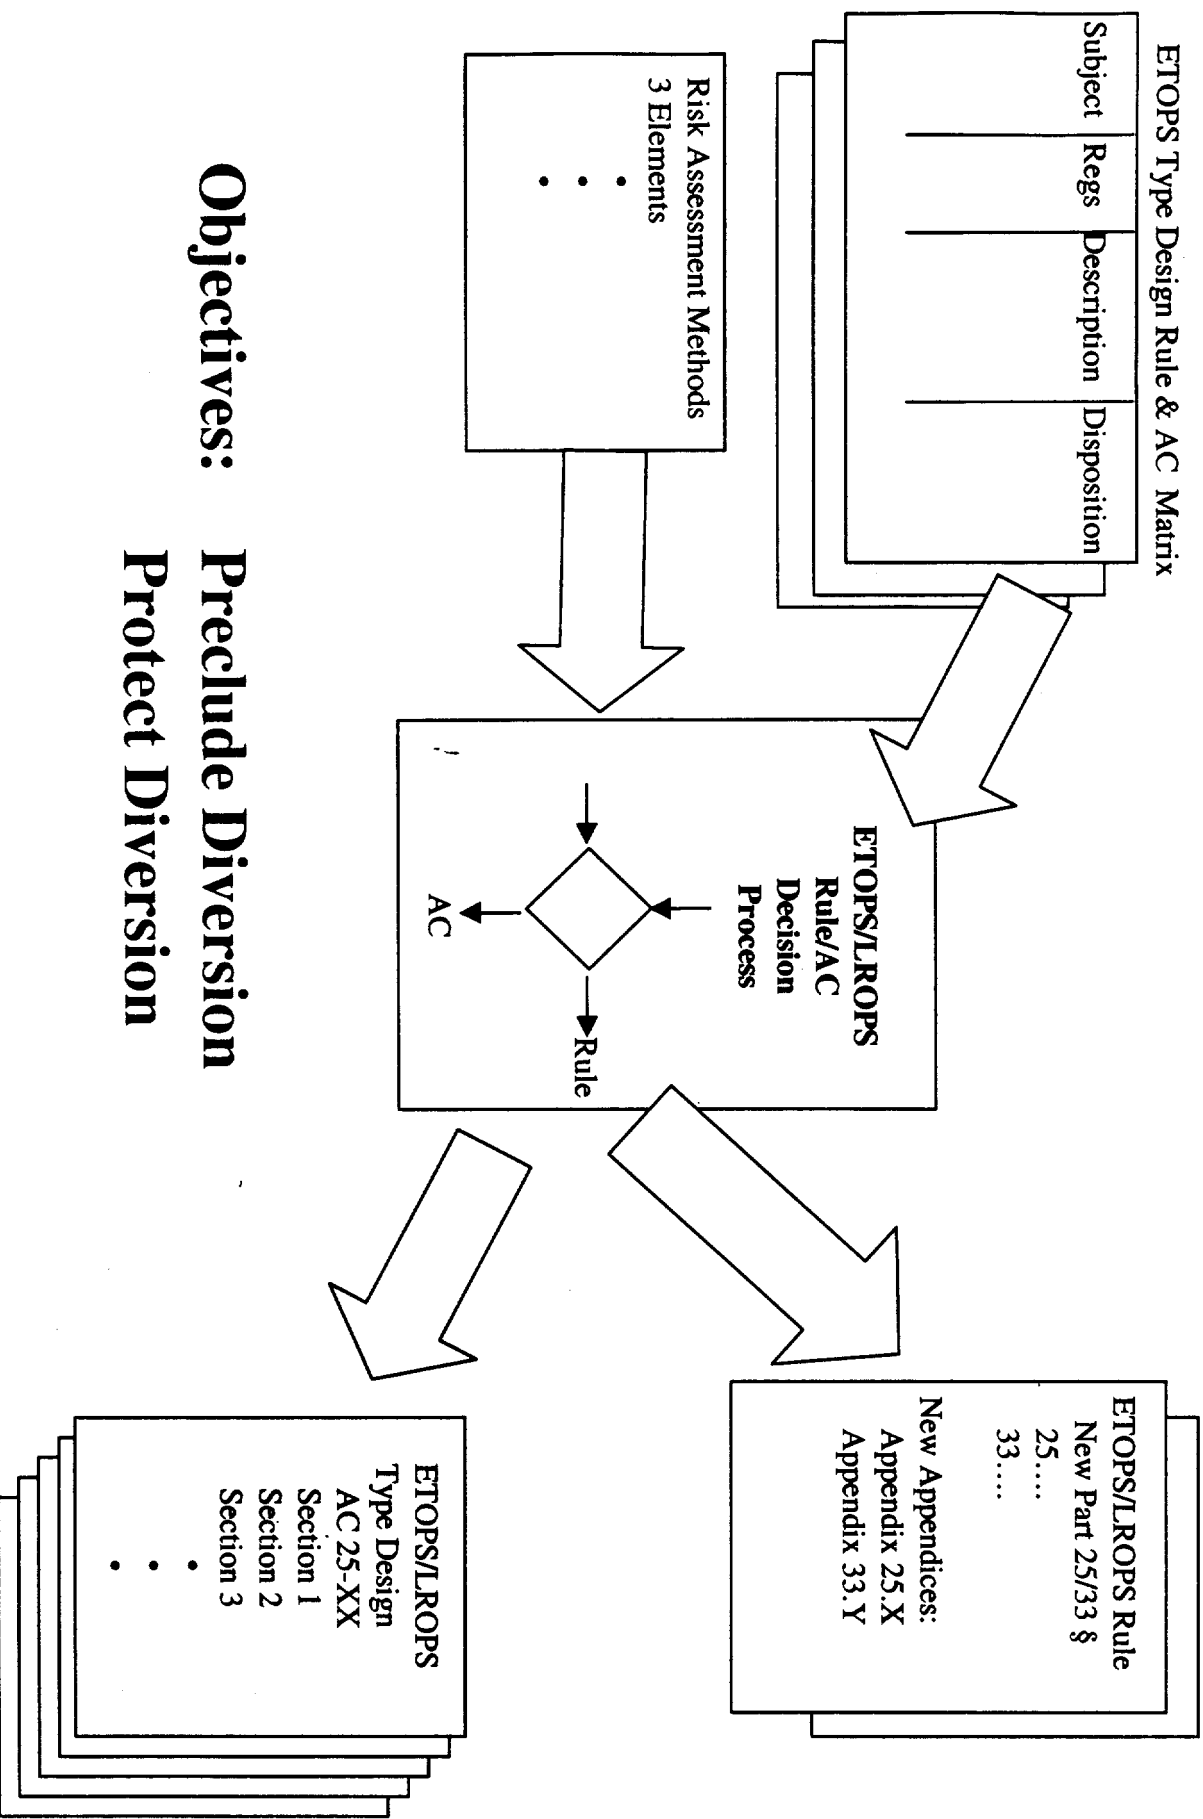 ETOPS Type Design Rule & AC Matrix
Subject Regs Description Disposition
Risk Assessment Methods
3 Elements
ETOPS/LROPS
Rule/AC
Decision
Process
Rule
AC
ETOPS/LROPS Rule
New Part 25/33 §
25....
33....
New Appendices:
Appendix 25.X
Appendix 33.Y
ETOPS/LROPS
Type Design
AC 25-XX
Section 1
Section 2
Section 3
Objectives: Preclude Diversion
Protect Diversion